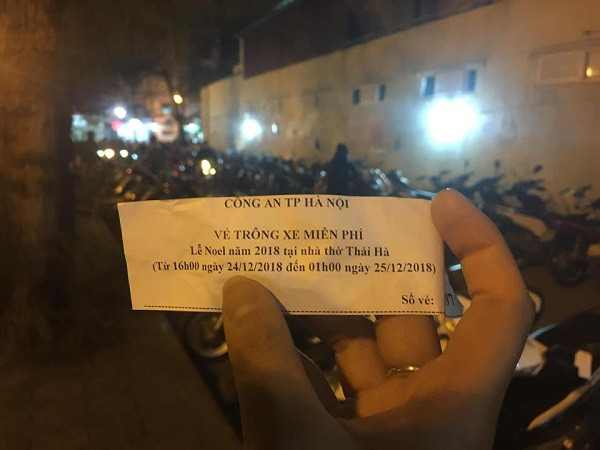 CÔNG AN TP HÀ NỘI
VÉ TRÔNG XE MIỄN PHÍ
Lễ Noel năm 2018 tại nhà thờ Thái Hà
(Từ 16h00 ngày 24/12/2018 đến 01h00 ngày 25/12/2018)
Số vé: